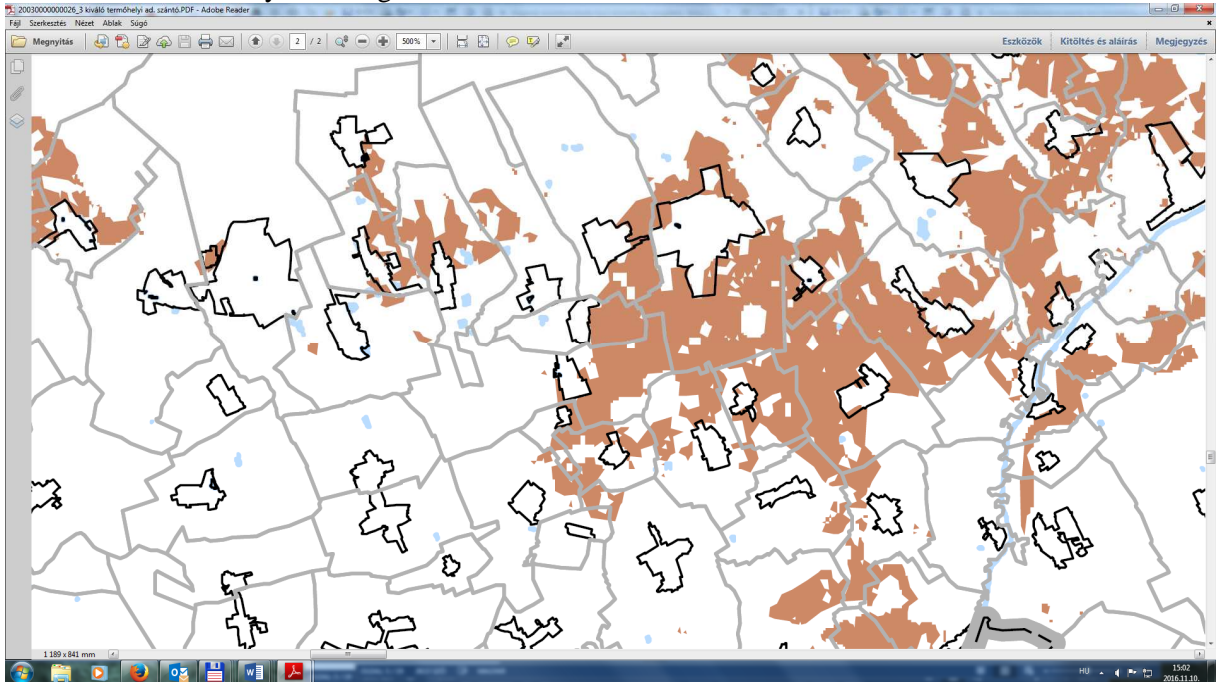 20030000000026_3 kiváló termőhelyi ad. szántó.PDF - Adobe Reader
Fájl Szerkesztés Nézet Ablak Súgó
Megnyitás 2 / 2 500% Eszközök Kitöltés és aláírás Megjegyzés
1 189 x 841 mm
HU 15:02
2016.11.10.